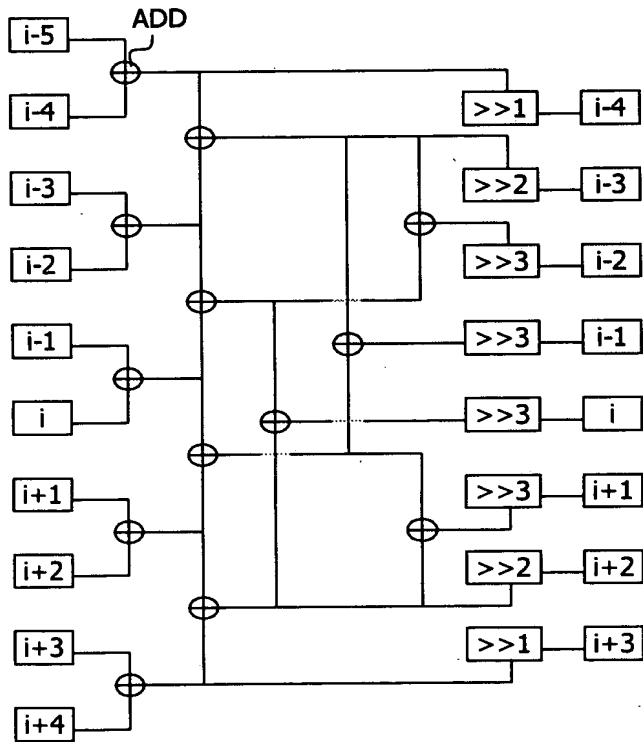 ADD
i-5
i-4
>>1 i-4
i-3
>>2 i-3
i-2
>>3 i-2
i-1
>>3 i-1
i
>>3 i
i+1
>>3 i+1
i+2
>>2 i+2
i+3
>>1 i+3
i+4